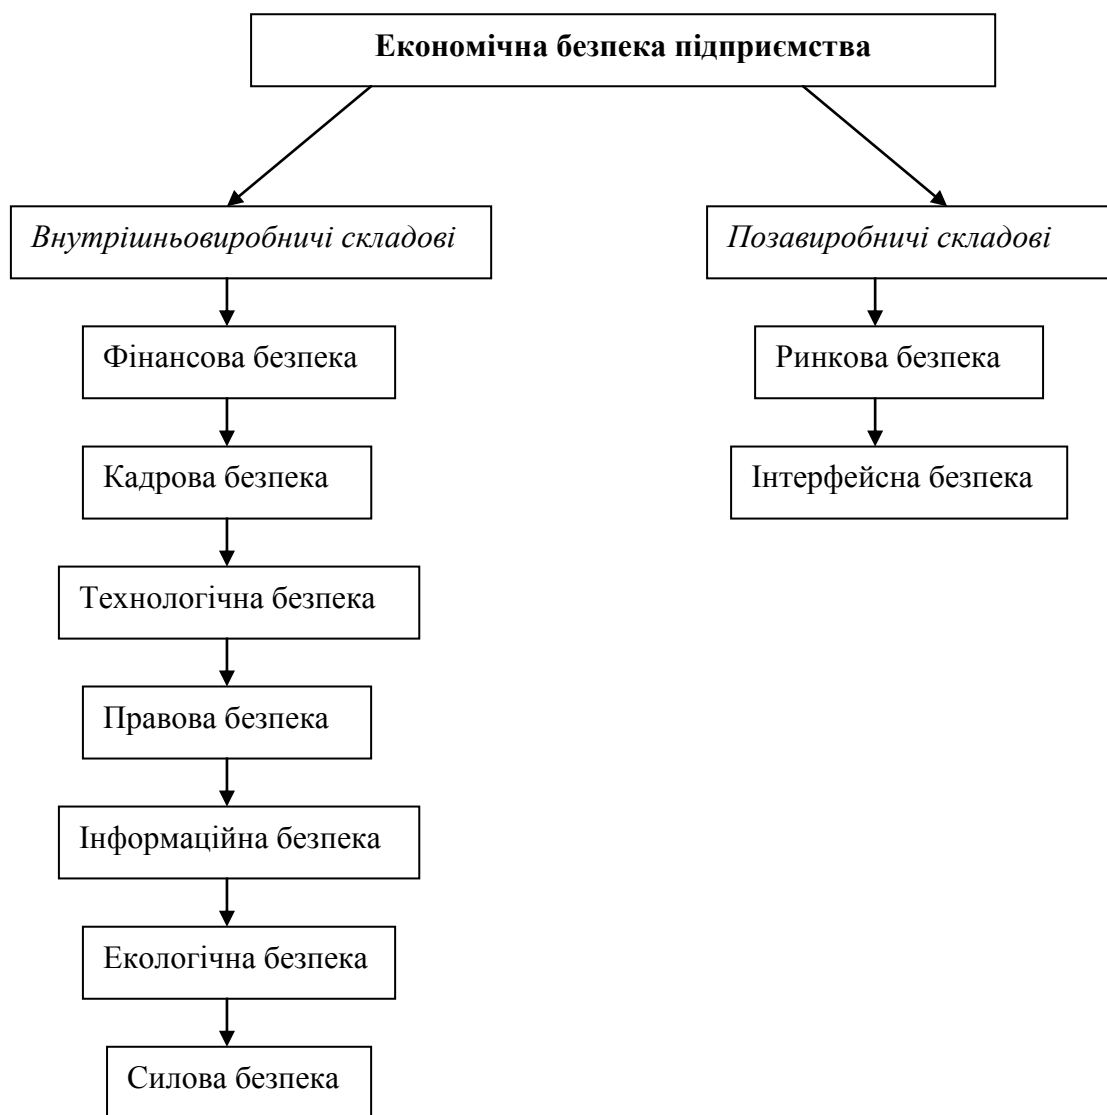 Економічна безпека підприємства
Внутрішньовиробничі складові
Позавиробничі складові
Фінансова безпека
Ринкова безпека
Кадрова безпека
Інтерфейсна безпека
Технологічна безпека
Правова безпека
Інформаційна безпека
Екологічна безпека
Силова безпека